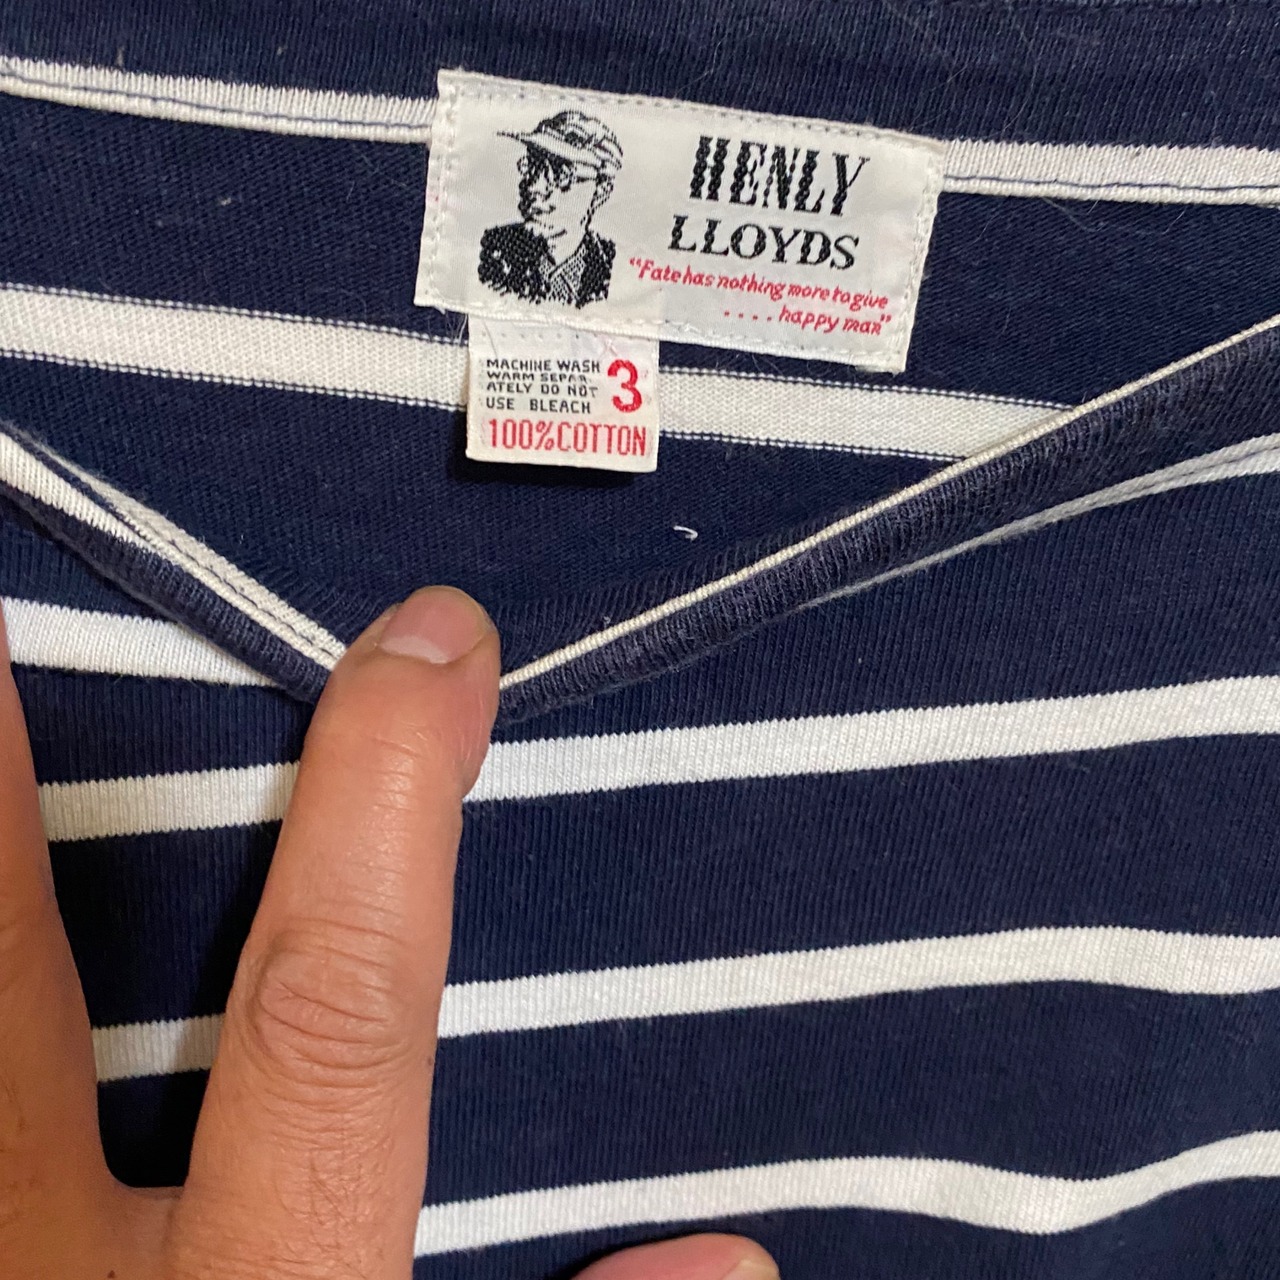 HENLY
LLOYDS
"Fate has nothing more to give
.... happy man"
MACHINE WASH
WARM SEPAR-
ATELY DO NOT
USE BLEACH
3
100%COTTON